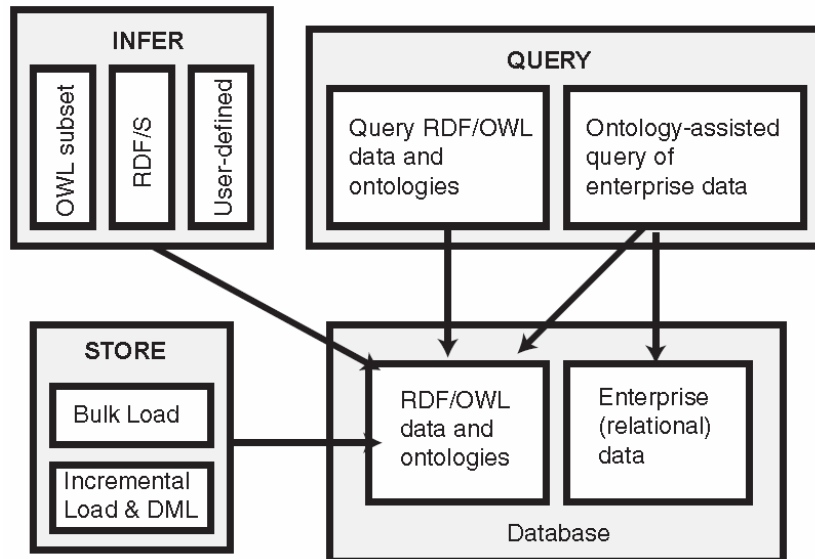 INFER
OWL subset
RDF/S
User-defined
QUERY
Query RDF/OWL
data and
ontologies
Ontology-assisted
query of
enterprise data
STORE
Bulk Load
Incremental
Load & DML
RDF/OWL
data and
ontologies
Enterprise
(relational)
data
Database